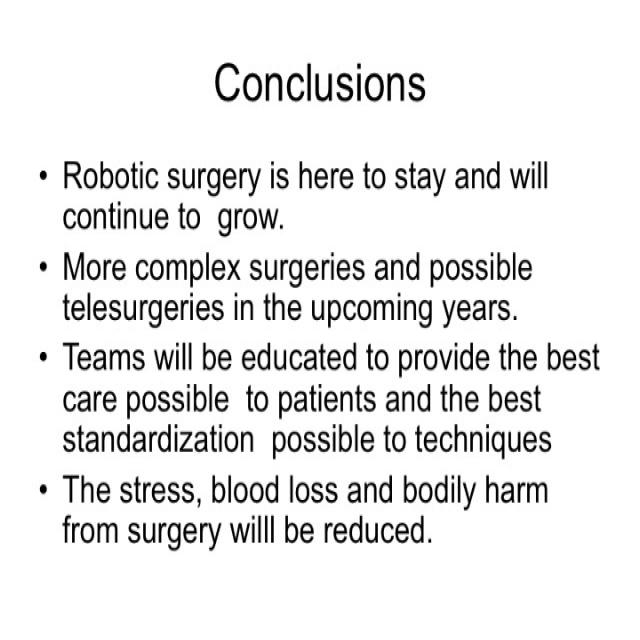 Conclusions
• Robotic surgery is here to stay and will
continue to  grow.
• More complex surgeries and possible
telesurgeries in the upcoming years.
• Teams will be educated to provide the best
care possible  to patients and the best
standardization  possible to techniques
• The stress, blood loss and bodily harm
from surgery willl be reduced.